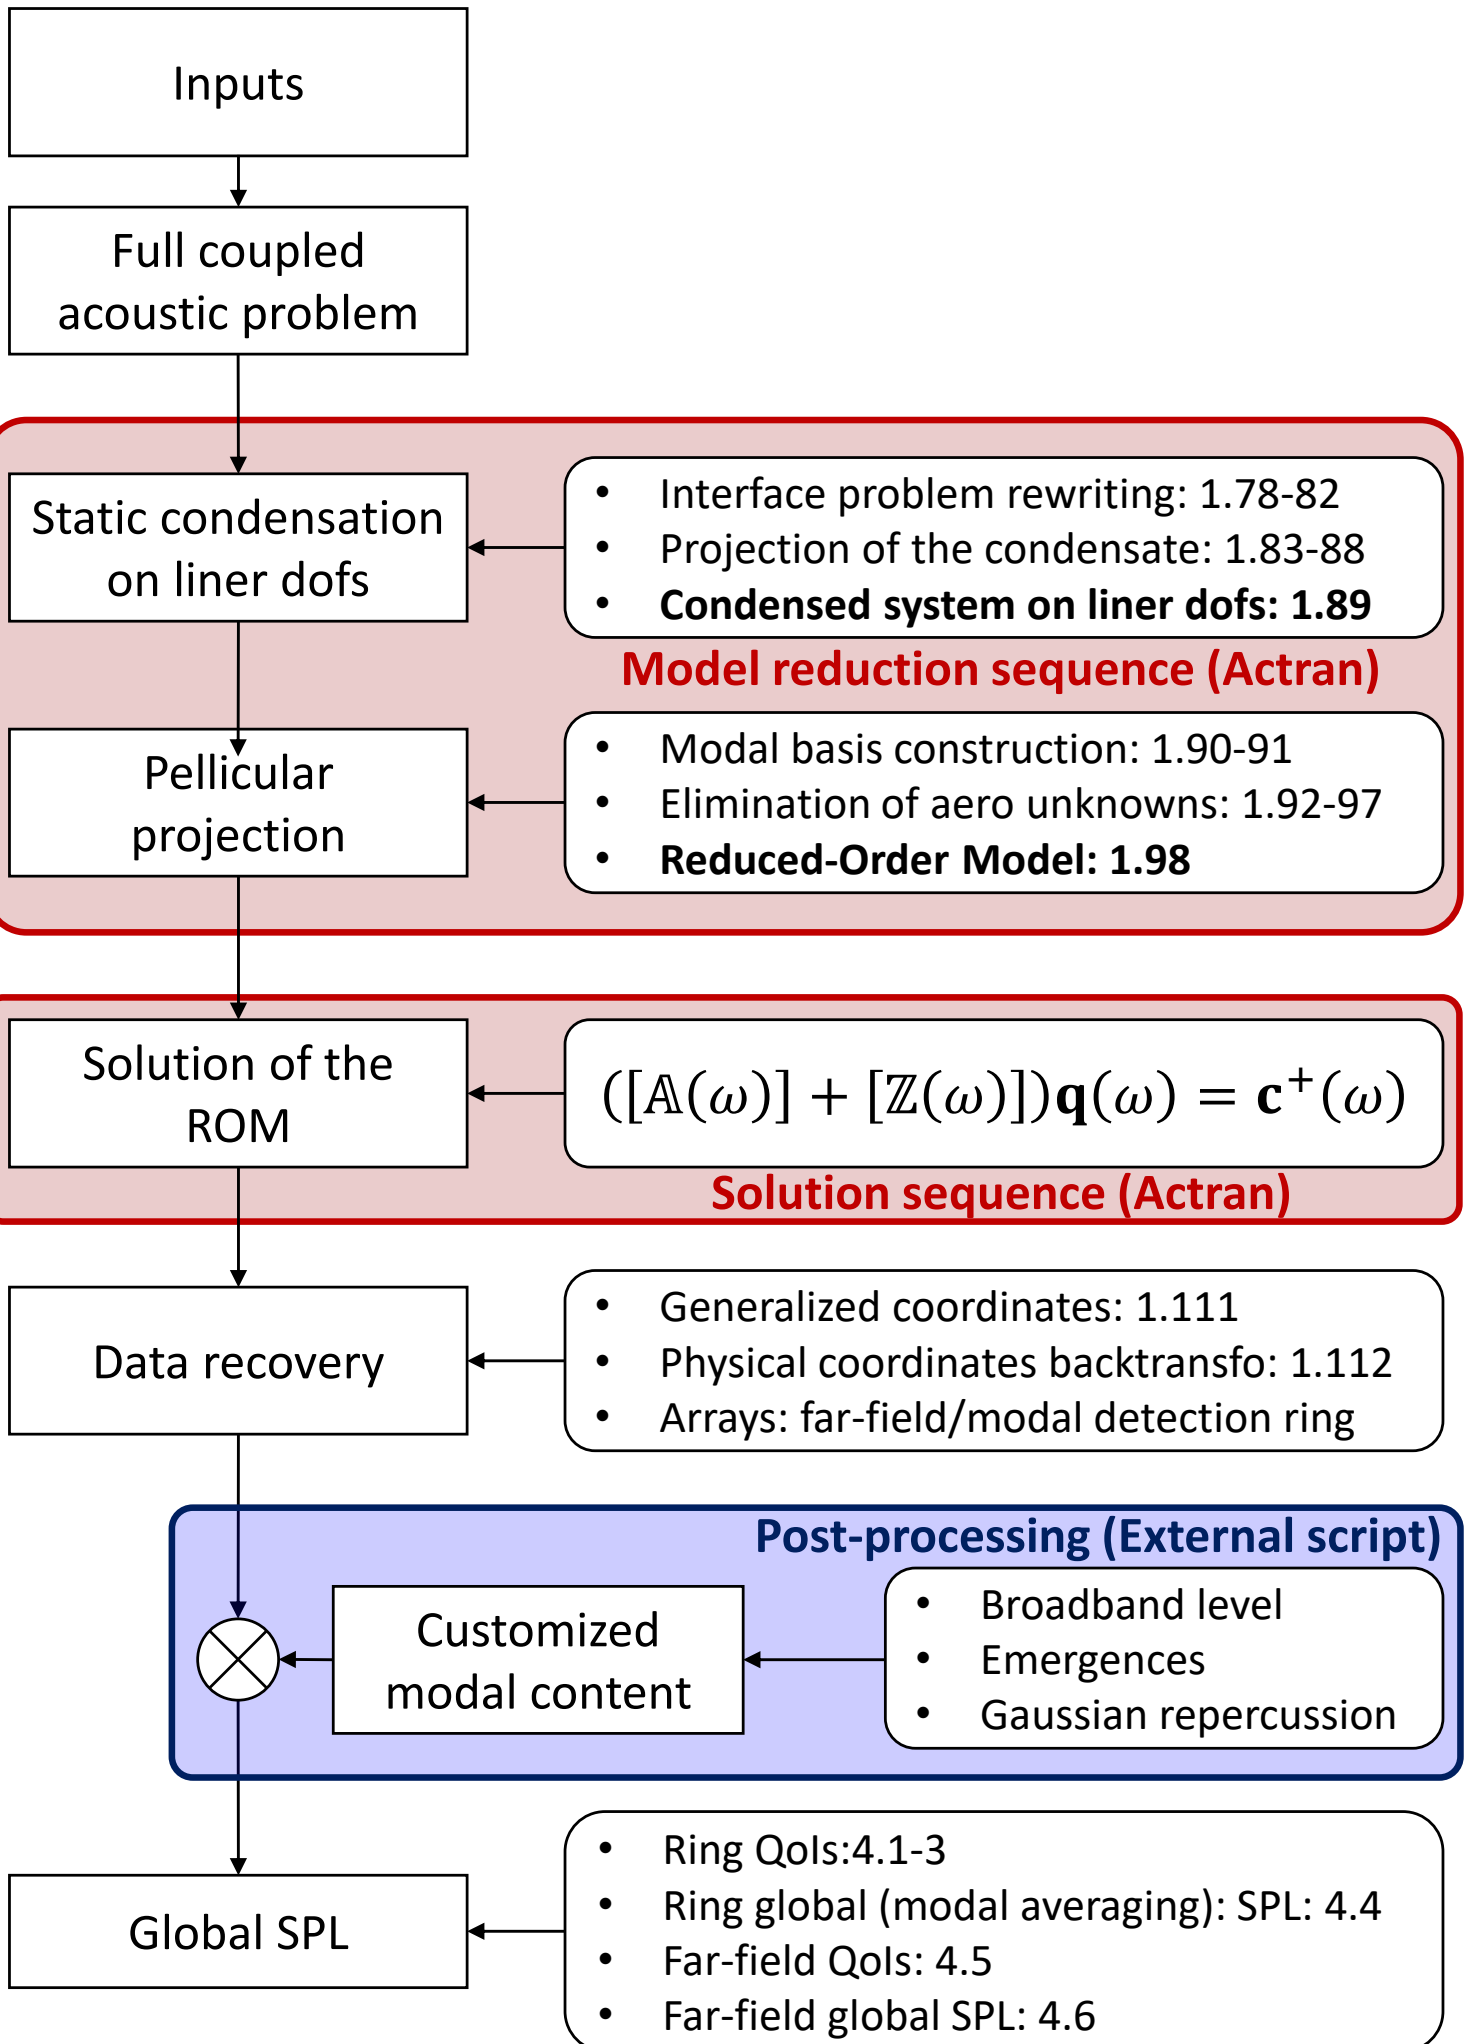 Inputs
Full coupled
acoustic problem
Static condensation
on liner dofs
• Interface problem rewriting: 1.78-82
• Projection of the condensate: 1.83-88
• Condensed system on liner dofs: 1.89
Model reduction sequence (Actran)
Pellicular
projection
• Modal basis construction: 1.90-91
• Elimination of aero unknowns: 1.92-97
• Reduced-Order Model: 1.98
Solution of the
ROM
([𝔸(ω)] + [ℤ(ω)])𝐪(ω) = 𝐜⁺(ω)
Solution sequence (Actran)
Data recovery
• Generalized coordinates: 1.111
• Physical coordinates backtransfo: 1.112
• Arrays: far-field/modal detection ring
Post-processing (External script)
Customized
modal content
• Broadband level
• Emergences
• Gaussian repercussion
Global SPL
• Ring QoIs:4.1-3
• Ring global (modal averaging): SPL: 4.4
• Far-field QoIs: 4.5
• Far-field global SPL: 4.6